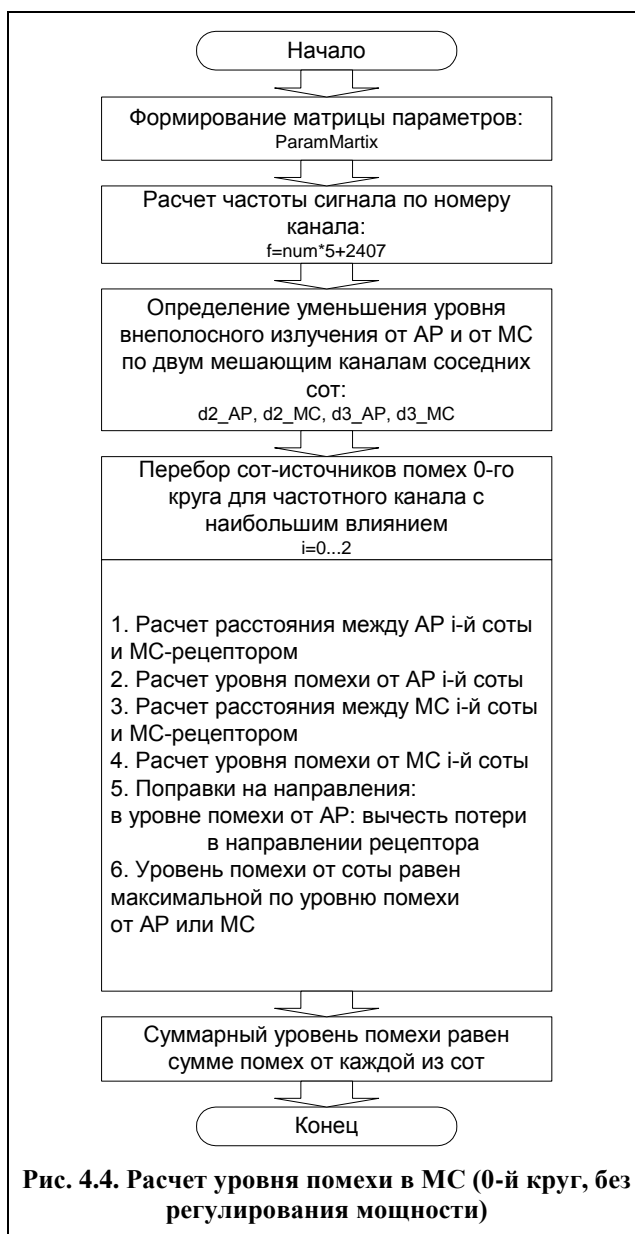 Начало
Формирование матрицы параметров:
ParamMartix
Расчет частоты сигнала по номеру
канала:
f=num*5+2407
Определение уменьшения уровня
внеполосного излучения от АР и от МС
по двум мешающим каналам соседних
сот:
d2_AP, d2_MC, d3_AP, d3_MC
Перебор сот-источников помех 0-го
круга для частотного канала с
наибольшим влиянием
i=0...2
1. Расчет расстояния между АР i-й соты
и МС-рецептором
2. Расчет уровня помехи от АР i-й соты
3. Расчет расстояния между МС i-й соты
и МС-рецептором
4. Расчет уровня помехи от МС i-й соты
5. Поправки на направления:
в уровне помехи от АР: вычесть потери
в направлении рецептора
6. Уровень помехи от соты равен
максимальной по уровню помехи
от АР или МС
Суммарный уровень помехи равен
сумме помех от каждой из сот
Конец
Рис. 4.4. Расчет уровня помехи в МС (0-й круг, без
регулирования мощности)